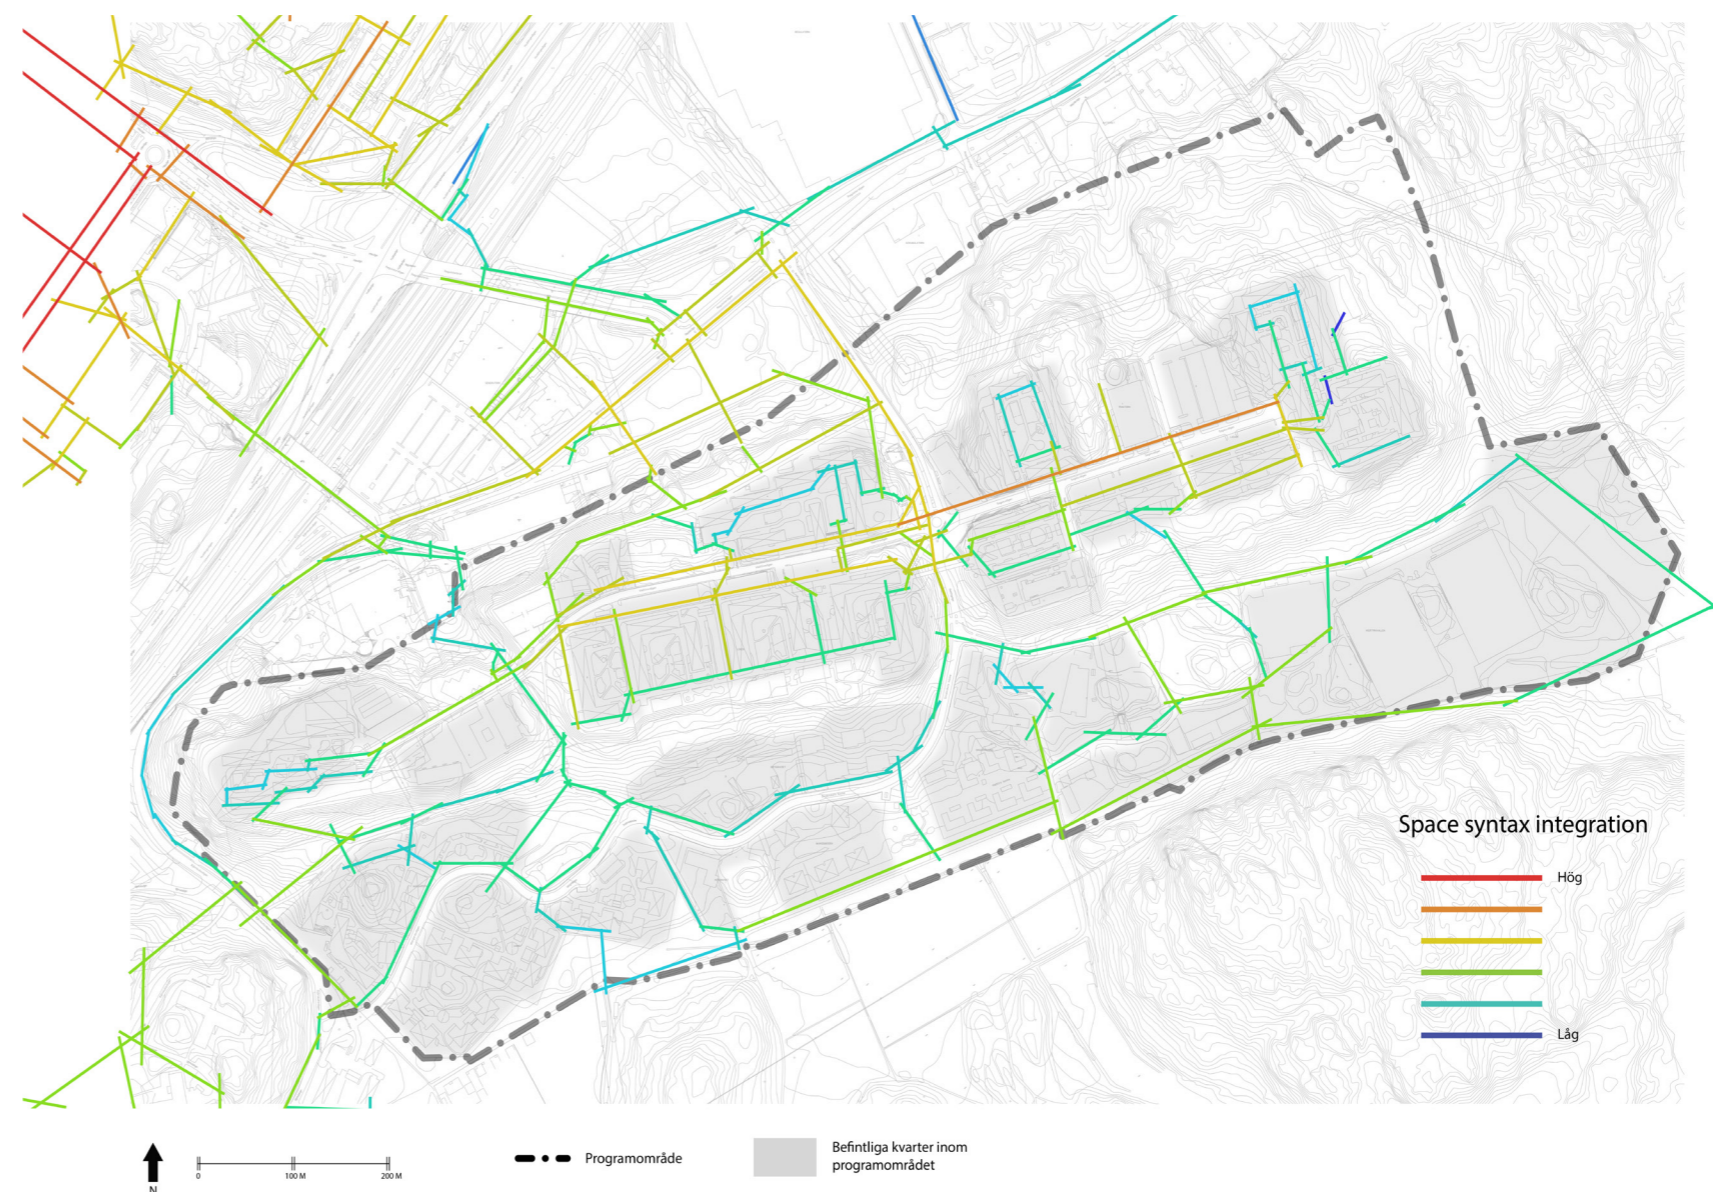 Space syntax integration
Hög
Låg
N
0
100 M
200 M
Programområde
Befintliga kvarter inom
programområdet